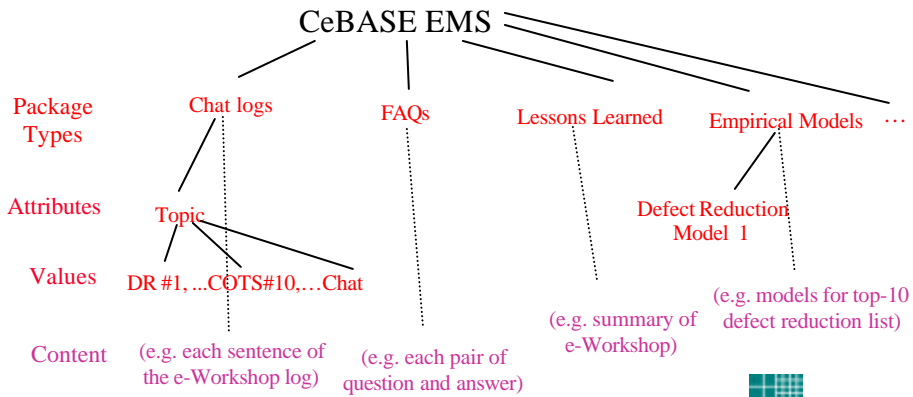 CeBASE EMS
Package
Types
Chat logs
FAQs
Lessons Learned
Empirical Models
…
Attributes
Topic
Defect Reduction
Model 1
Values
DR #1, ...COTS#10,…Chat
Content
(e.g. each sentence of
the e-Workshop log)
(e.g. each pair of
question and answer)
(e.g. summary of
e-Workshop)
(e.g. models for top-10
defect reduction list)